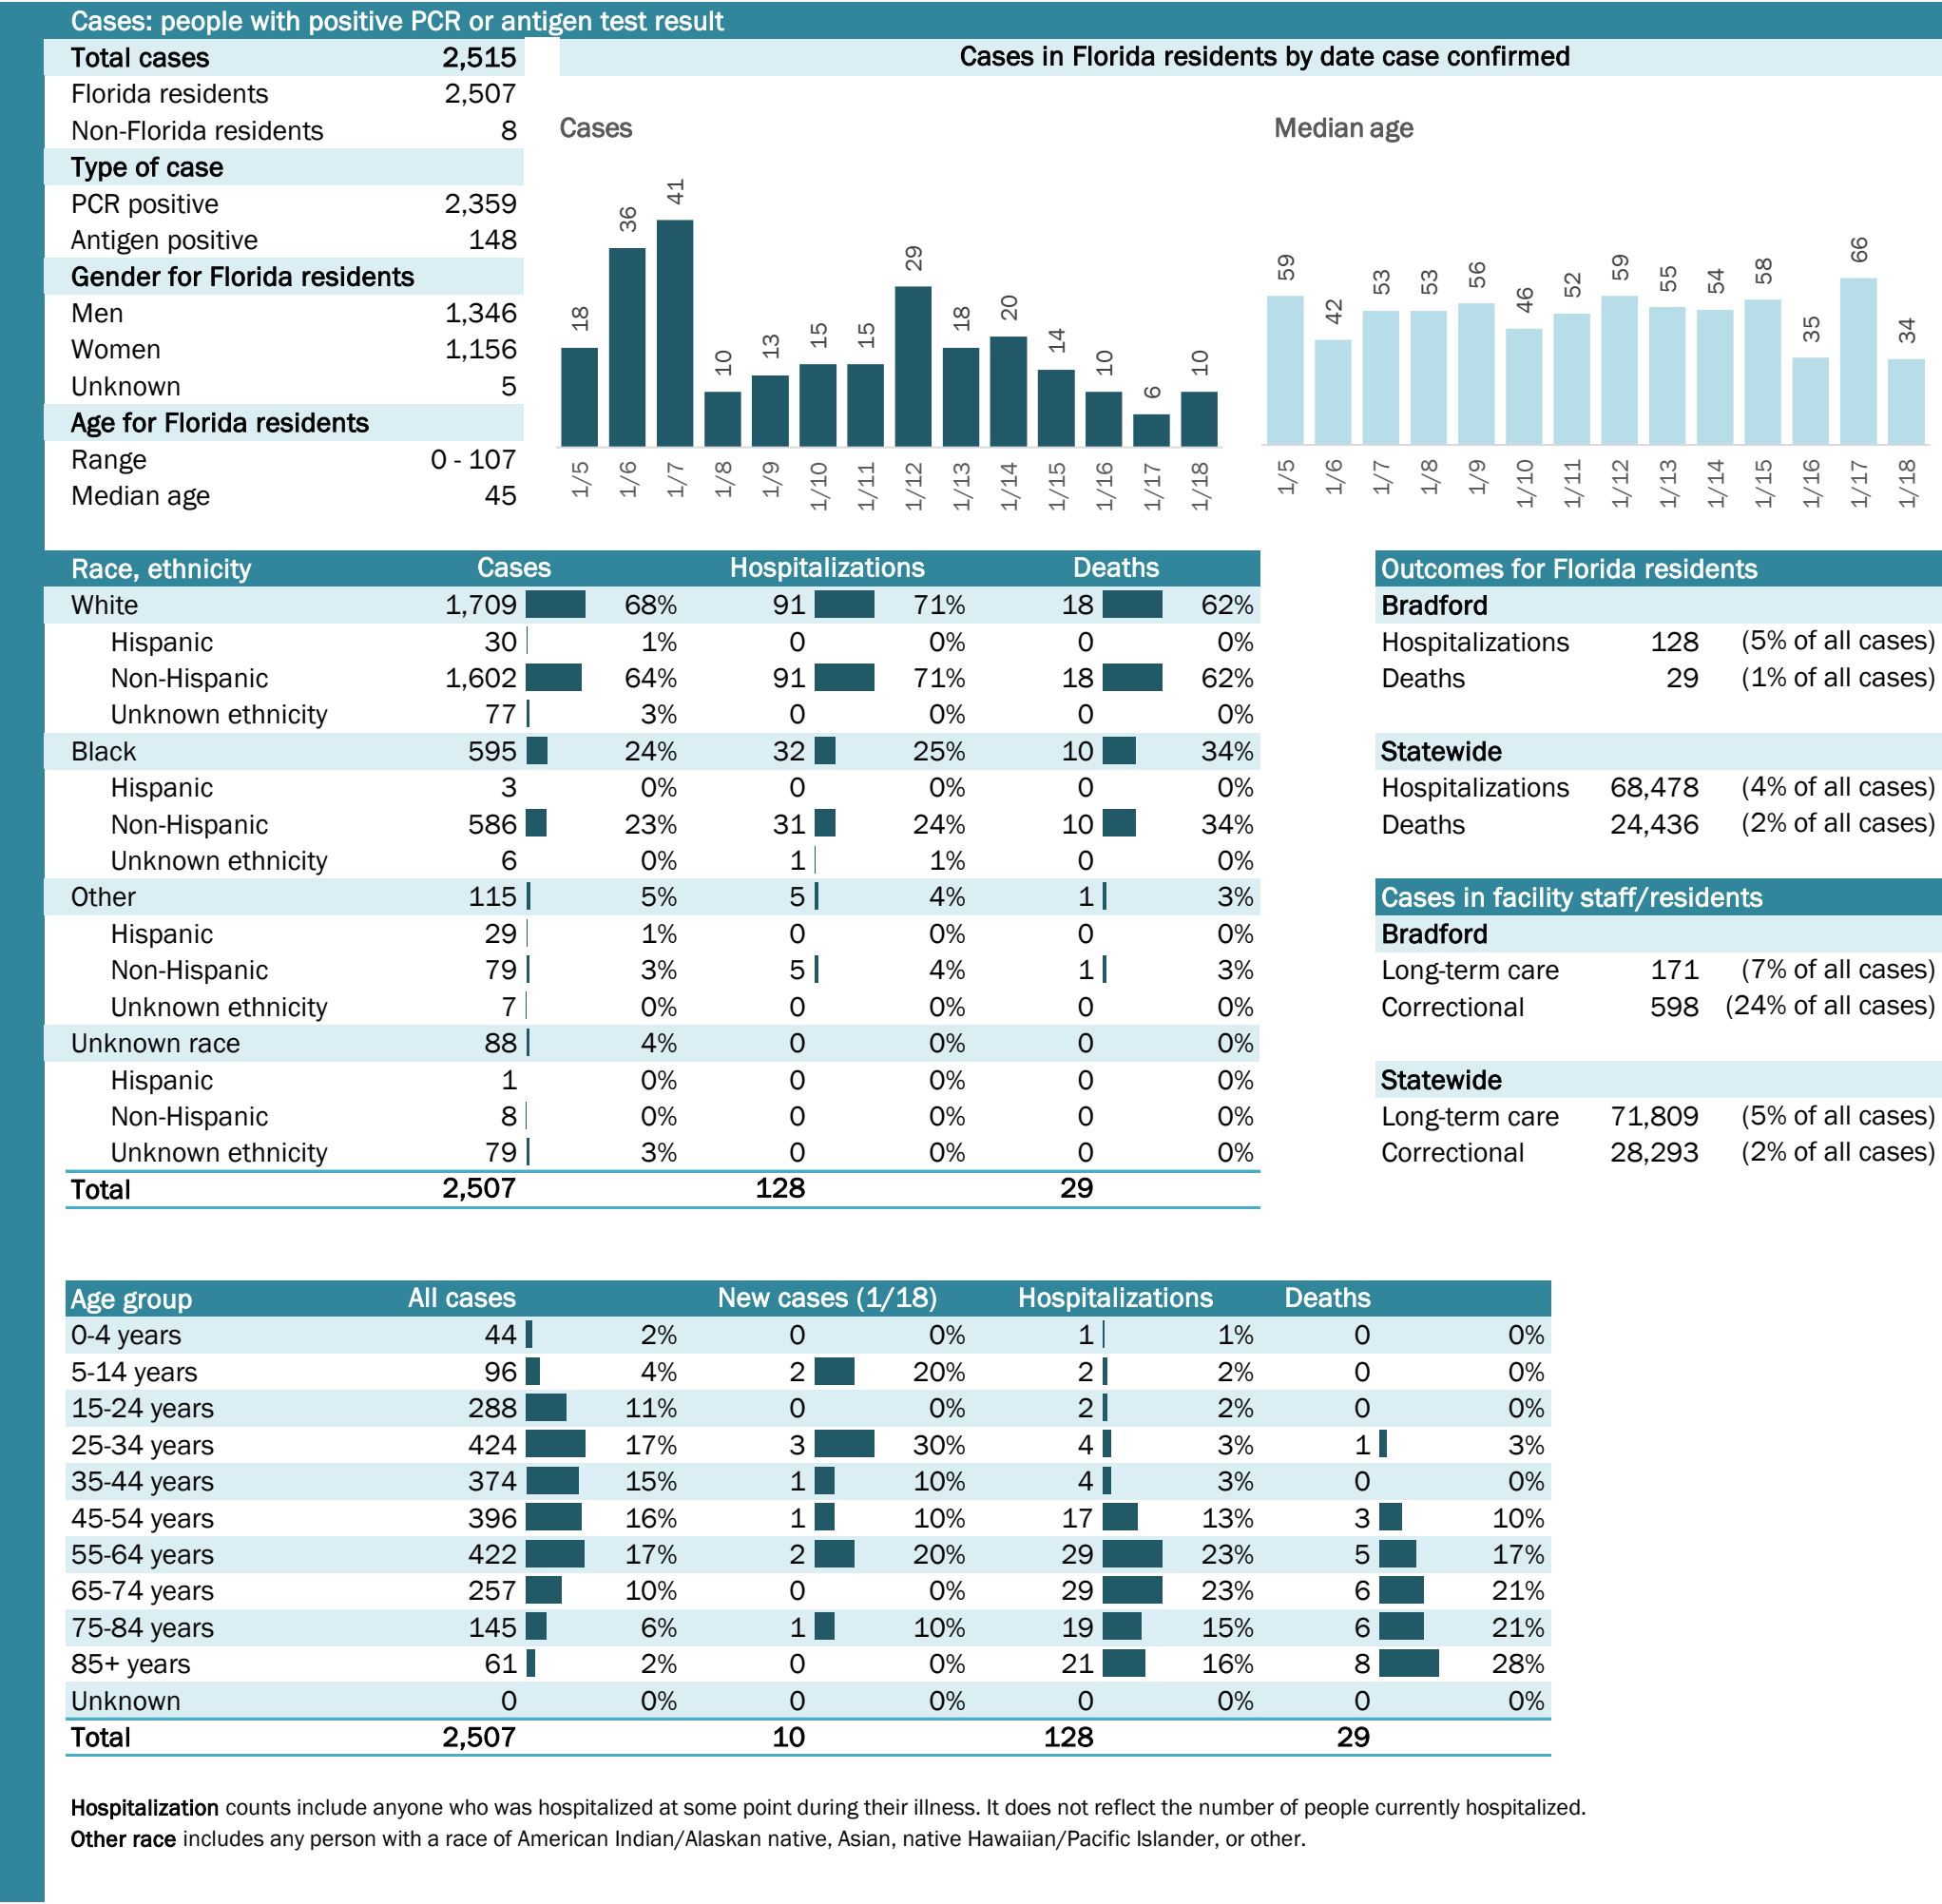 Cases: people with positive PCR or antigen test result
Total cases 2,515
Florida residents 2,507
Non-Florida residents 8
Type of case
PCR positive 2,359
Antigen positive 148
Gender for Florida residents
Men 1,346
Women 1,156
Unknown 5
Age for Florida residents
Range 0 - 107
Median age 45
Cases in Florida residents by date case confirmed
Cases
18 36 41 10 13 15 15 29 18 20 14 10 6 10
1/5 1/6 1/7 1/8 1/9 1/10 1/11 1/12 1/13 1/14 1/15 1/16 1/17 1/18
Median age
59 42 53 53 56 46 52 59 55 54 58 35 66 34
1/5 1/6 1/7 1/8 1/9 1/10 1/11 1/12 1/13 1/14 1/15 1/16 1/17 1/18
Race, ethnicity Cases Hospitalizations Deaths
White 1,709 68% 91 71% 18 62%
Hispanic 30 1% 0 0% 0 0%
Non-Hispanic 1,602 64% 91 71% 18 62%
Unknown ethnicity 77 3% 0 0% 0 0%
Black 595 24% 32 25% 10 34%
Hispanic 3 0% 0 0% 0 0%
Non-Hispanic 586 23% 31 24% 10 34%
Unknown ethnicity 6 0% 1 1% 0 0%
Other 115 5% 5 4% 1 3%
Hispanic 29 1% 0 0% 0 0%
Non-Hispanic 79 3% 5 4% 1 3%
Unknown ethnicity 7 0% 0 0% 0 0%
Unknown race 88 4% 0 0% 0 0%
Hispanic 1 0% 0 0% 0 0%
Non-Hispanic 8 0% 0 0% 0 0%
Unknown ethnicity 79 3% 0 0% 0 0%
Total 2,507 128 29
Outcomes for Florida residents
Bradford
Hospitalizations 128 (5% of all cases)
Deaths 29 (1% of all cases)
Statewide
Hospitalizations 68,478 (4% of all cases)
Deaths 24,436 (2% of all cases)
Cases in facility staff/residents
Bradford
Long-term care 171 (7% of all cases)
Correctional 598 (24% of all cases)
Statewide
Long-term care 71,809 (5% of all cases)
Correctional 28,293 (2% of all cases)
Age group All cases New cases (1/18) Hospitalizations Deaths
0-4 years 44 2% 0 0% 1 1% 0 0%
5-14 years 96 4% 2 20% 2 2% 0 0%
15-24 years 288 11% 0 0% 2 2% 0 0%
25-34 years 424 17% 3 30% 4 3% 1 3%
35-44 years 374 15% 1 10% 4 3% 0 0%
45-54 years 396 16% 1 10% 17 13% 3 10%
55-64 years 422 17% 2 20% 29 23% 5 17%
65-74 years 257 10% 0 0% 29 23% 6 21%
75-84 years 145 6% 1 10% 19 15% 6 21%
85+ years 61 2% 0 0% 21 16% 8 28%
Unknown 0 0% 0 0% 0 0% 0 0%
Total 2,507 10 128 29
Hospitalization counts include anyone who was hospitalized at some point during their illness. It does not reflect the number of people currently hospitalized.
Other race includes any person with a race of American Indian/Alaskan native, Asian, native Hawaiian/Pacific Islander, or other.